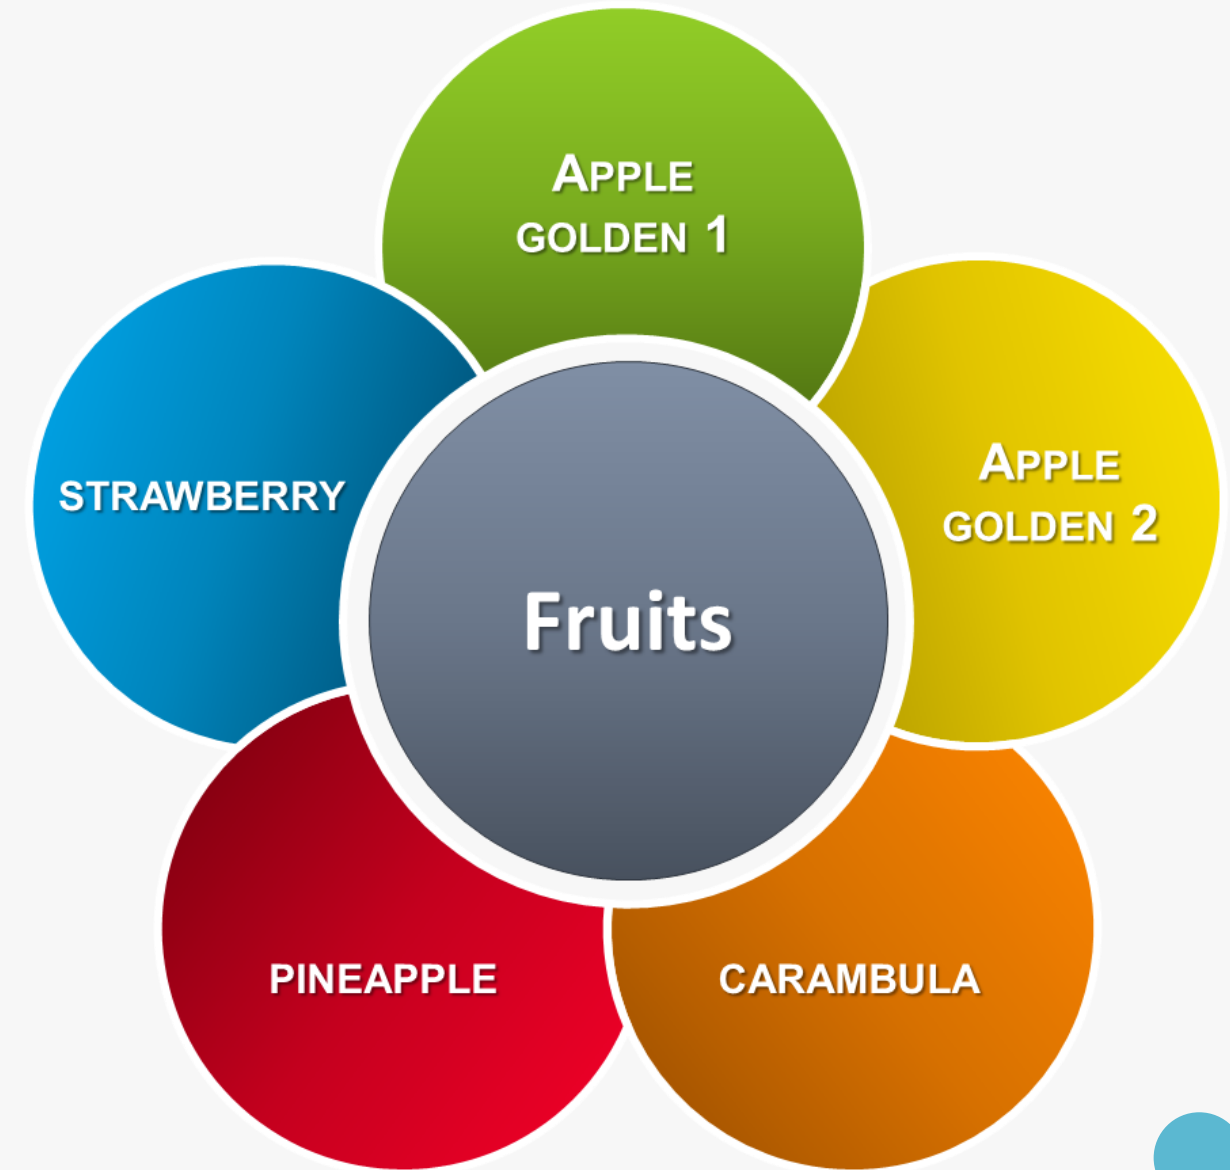 Apple
golden 1
Apple
golden 2
STRAWBERRY
Fruits
PINEAPPLE
CARAMBULA